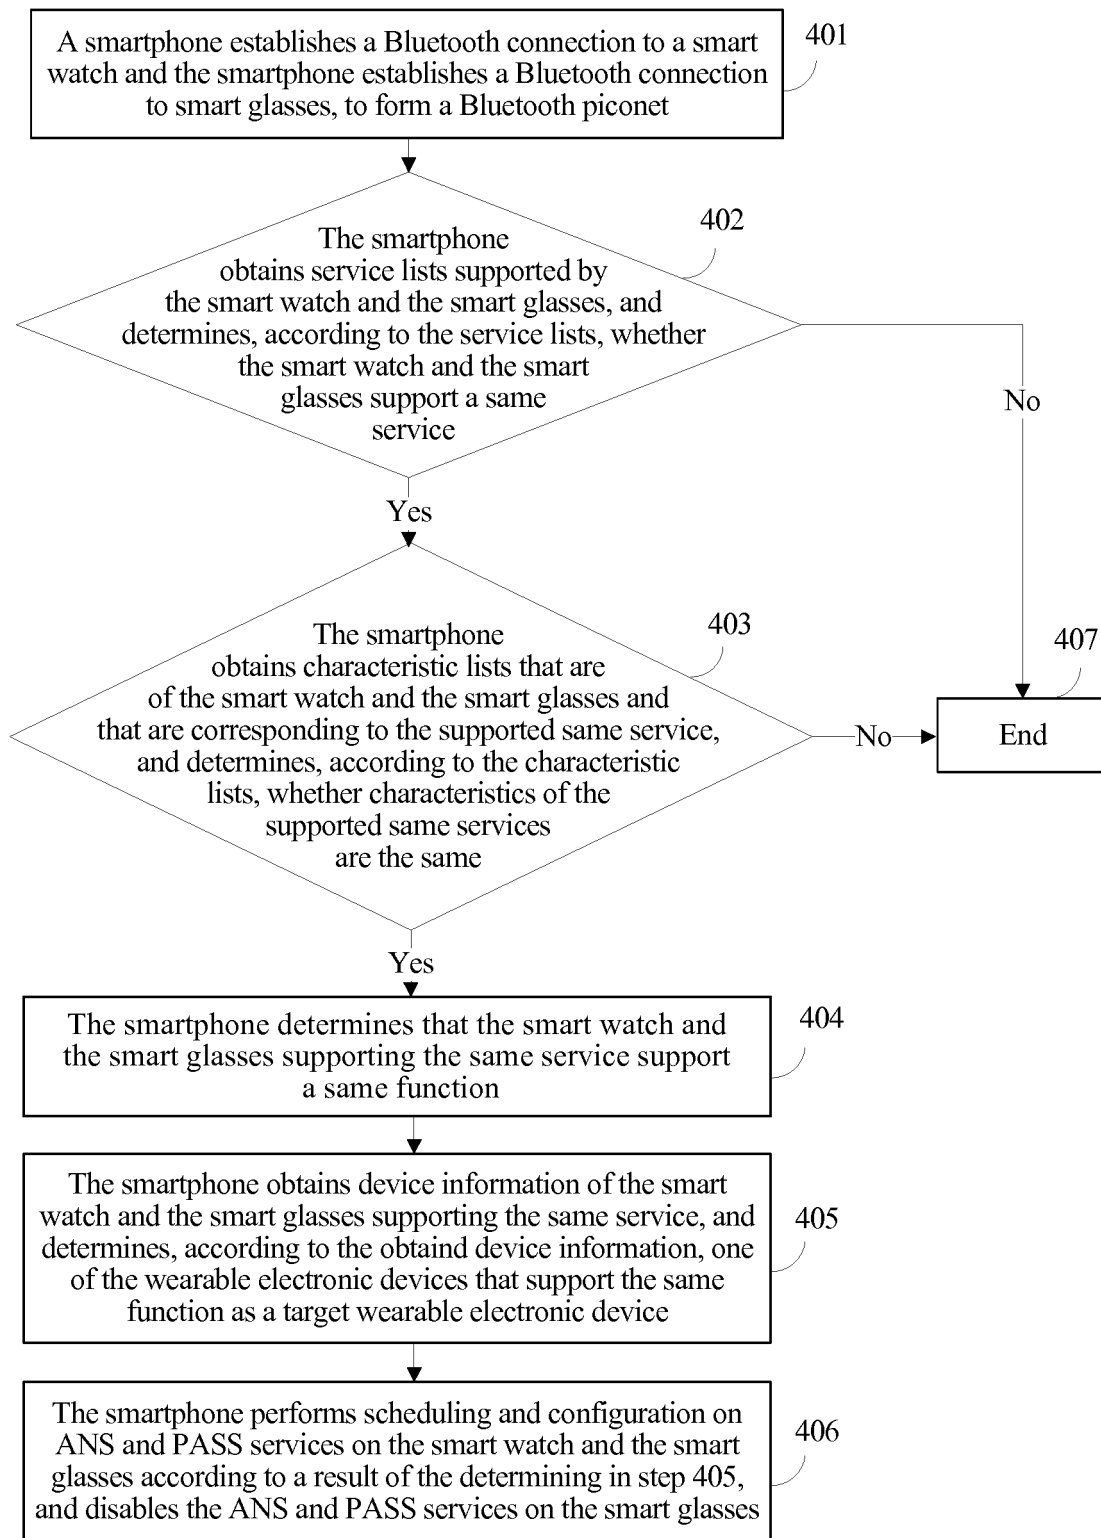 A smartphone establishes a Bluetooth connection to a smart
watch and the smartphone establishes a Bluetooth connection
to smart glasses, to form a Bluetooth piconet
401
402
The smartphone
obtains service lists supported by
the smart watch and the smart glasses, and
determines, according to the service lists, whether
the smart watch and the smart
glasses support a same
service
No
Yes
403
The smartphone
obtains characteristic lists that are
of the smart watch and the smart glasses and
that are corresponding to the supported same service,
and determines, according to the characteristic
lists, whether characteristics of the
supported same services
are the same
No
407
End
Yes
The smartphone determines that the smart watch and
the smart glasses supporting the same service support
a same function
404
The smartphone obtains device information of the smart
watch and the smart glasses supporting the same service, and
determines, according to the obtaind device information, one
of the wearable electronic devices that support the same
function as a target wearable electronic device
405
The smartphone performs scheduling and configuration on
ANS and PASS services on the smart watch and the smart
glasses according to a result of the determining in step 405,
and disables the ANS and PASS services on the smart glasses
406